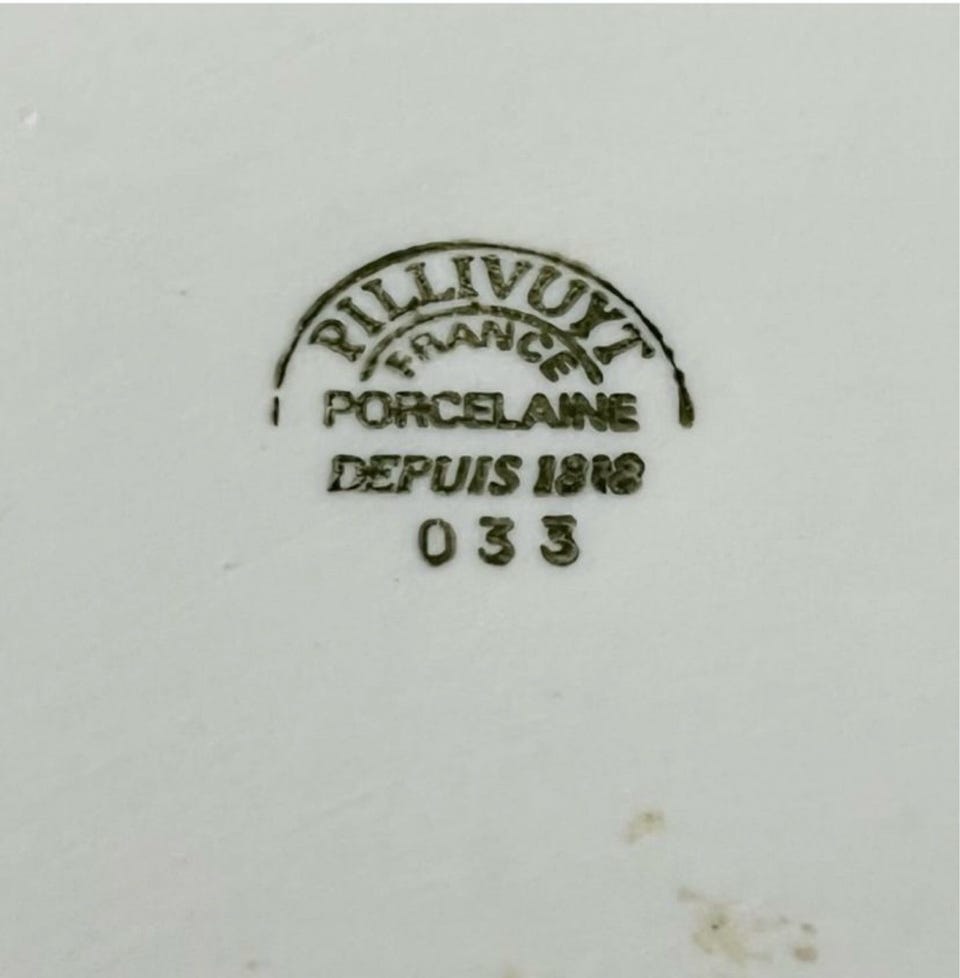 PILLIVUYT
FRANCE
PORCELAINE
DEPUIS 1818
033